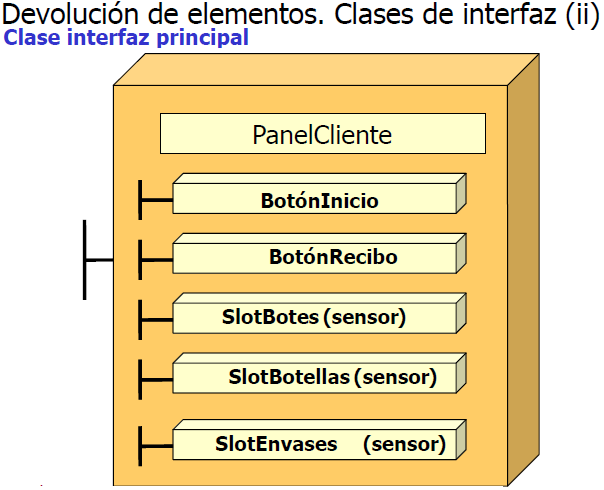 Devolución de elementos. Clases de interfaz (ii)
Clase interfaz principal
PanelCliente
BotónInicio
BotónRecibo
SlotBotes (sensor)
SlotBotellas (sensor)
SlotEnvases (sensor)